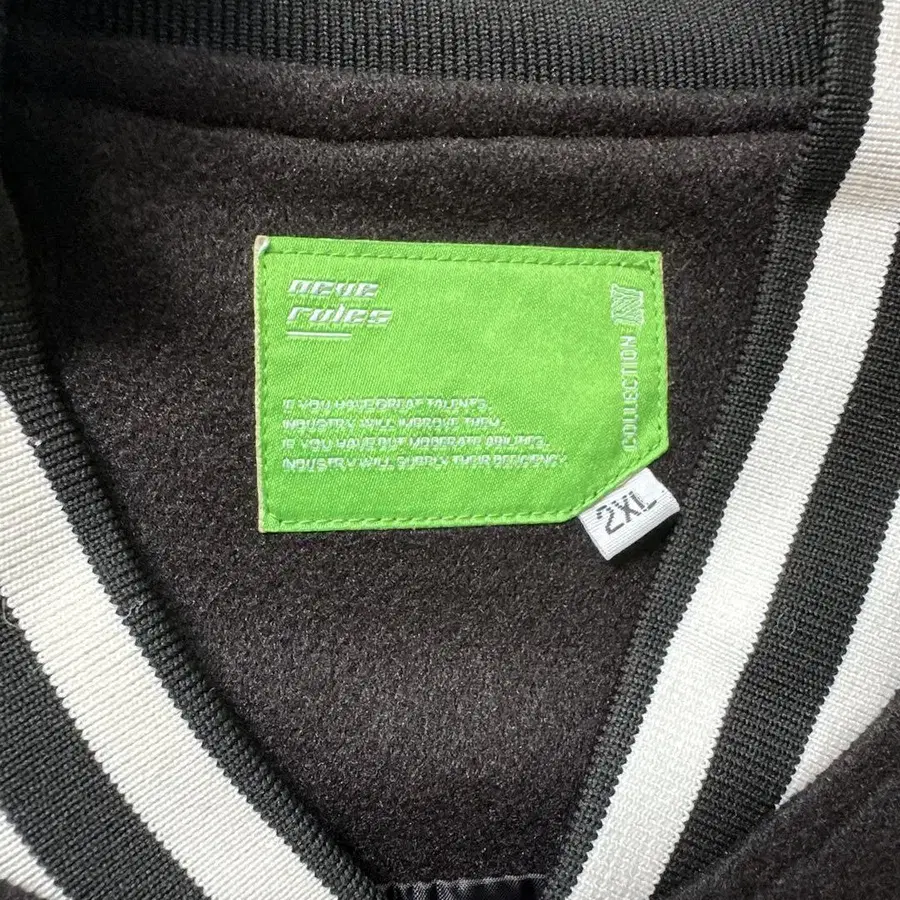 neve
rules
IF YOU HAVE GREAT TALENTS,
INDUSTRY WILL IMPROVE THEM.
IF YOU HAVE BUT MODERATE ABILITIES,
INDUSTRY WILL SUPPLY THEIR DEFICIENCY.
COLLECTION N
2XL